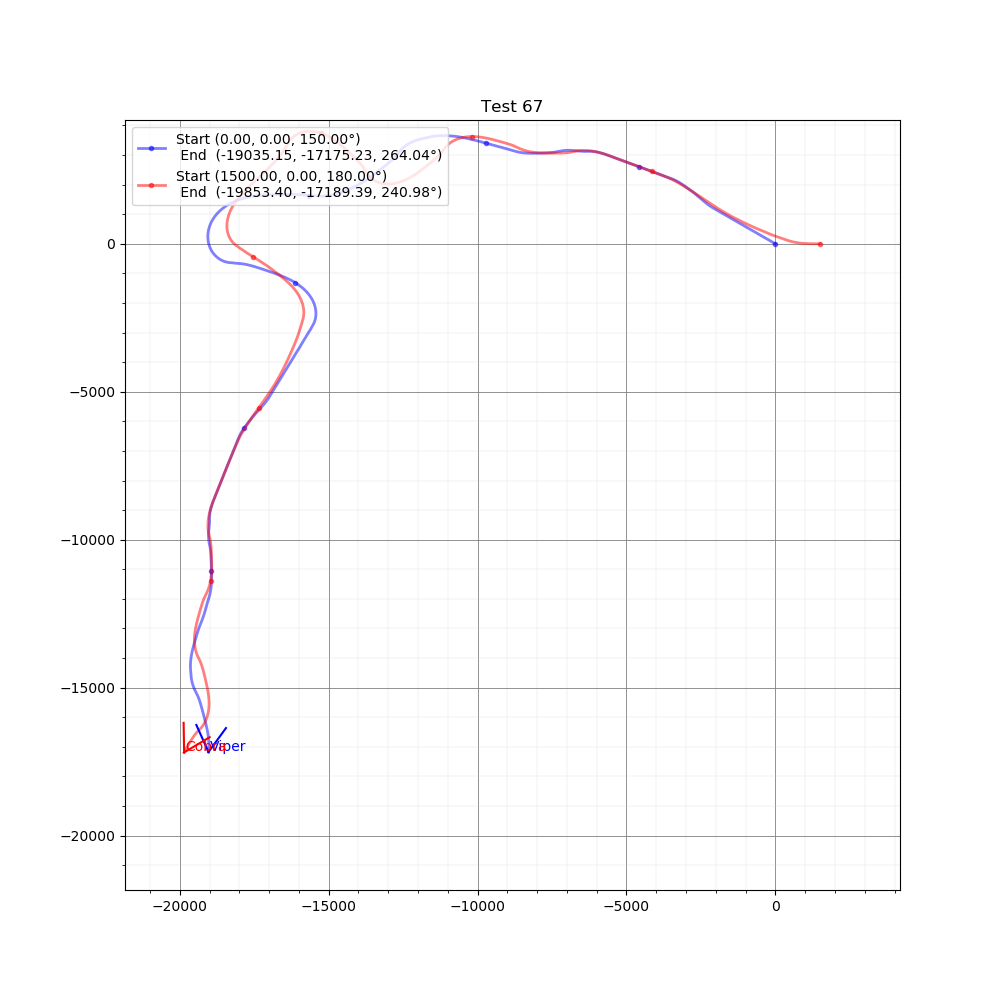 Test 67
Start (0.00, 0.00, 150.00°)
End (-19035.15, -17175.23, 264.04°)
Start (1500.00, 0.00, 180.00°)
End (-19853.40, -17189.39, 240.98°)
0
−5000
−10000
−15000
−20000
Viper
−20000
−15000
−10000
−5000
0